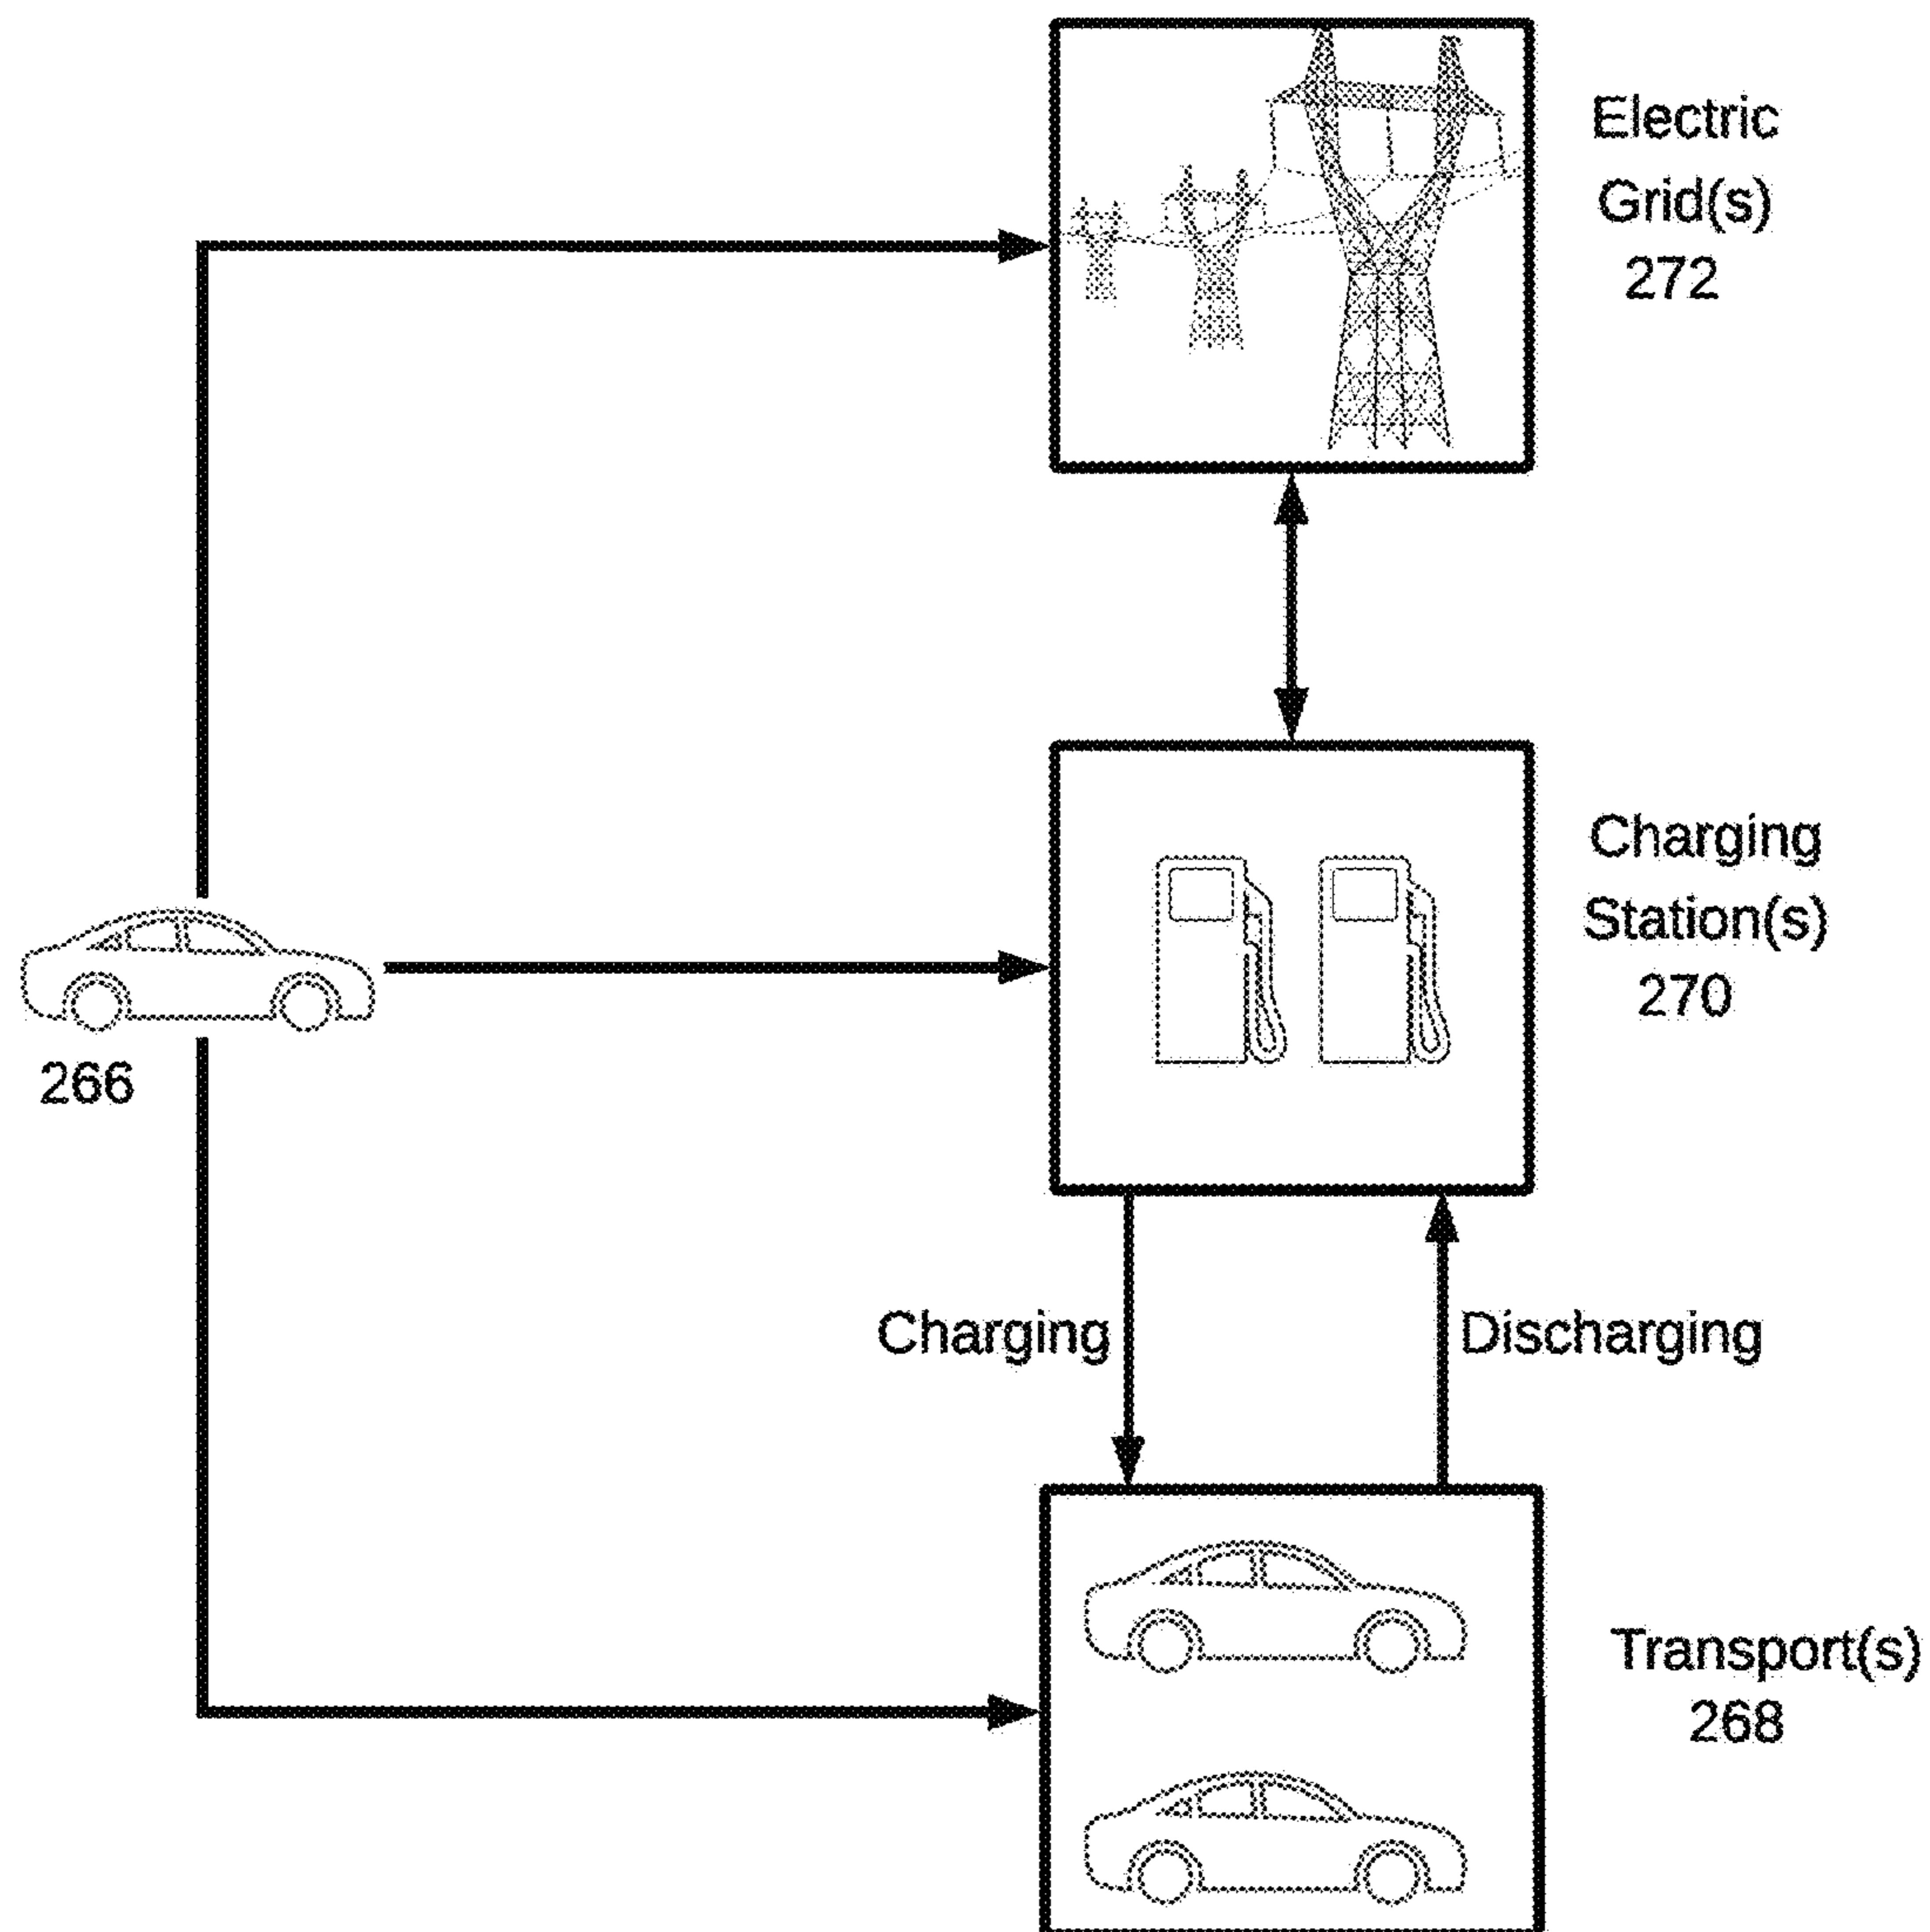 Electric
Grid(s)
272
Charging
Station(s)
270
266
Charging
Discharging
Transport(s)
268